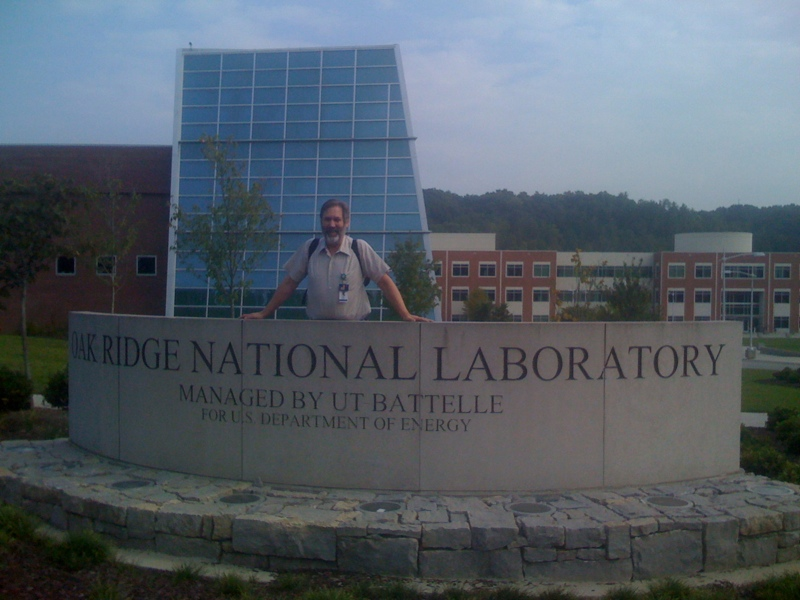 OAK RIDGE NATIONAL LABORATORY
MANAGED BY UT-BATTELLE
FOR U.S. DEPARTMENT OF ENERGY